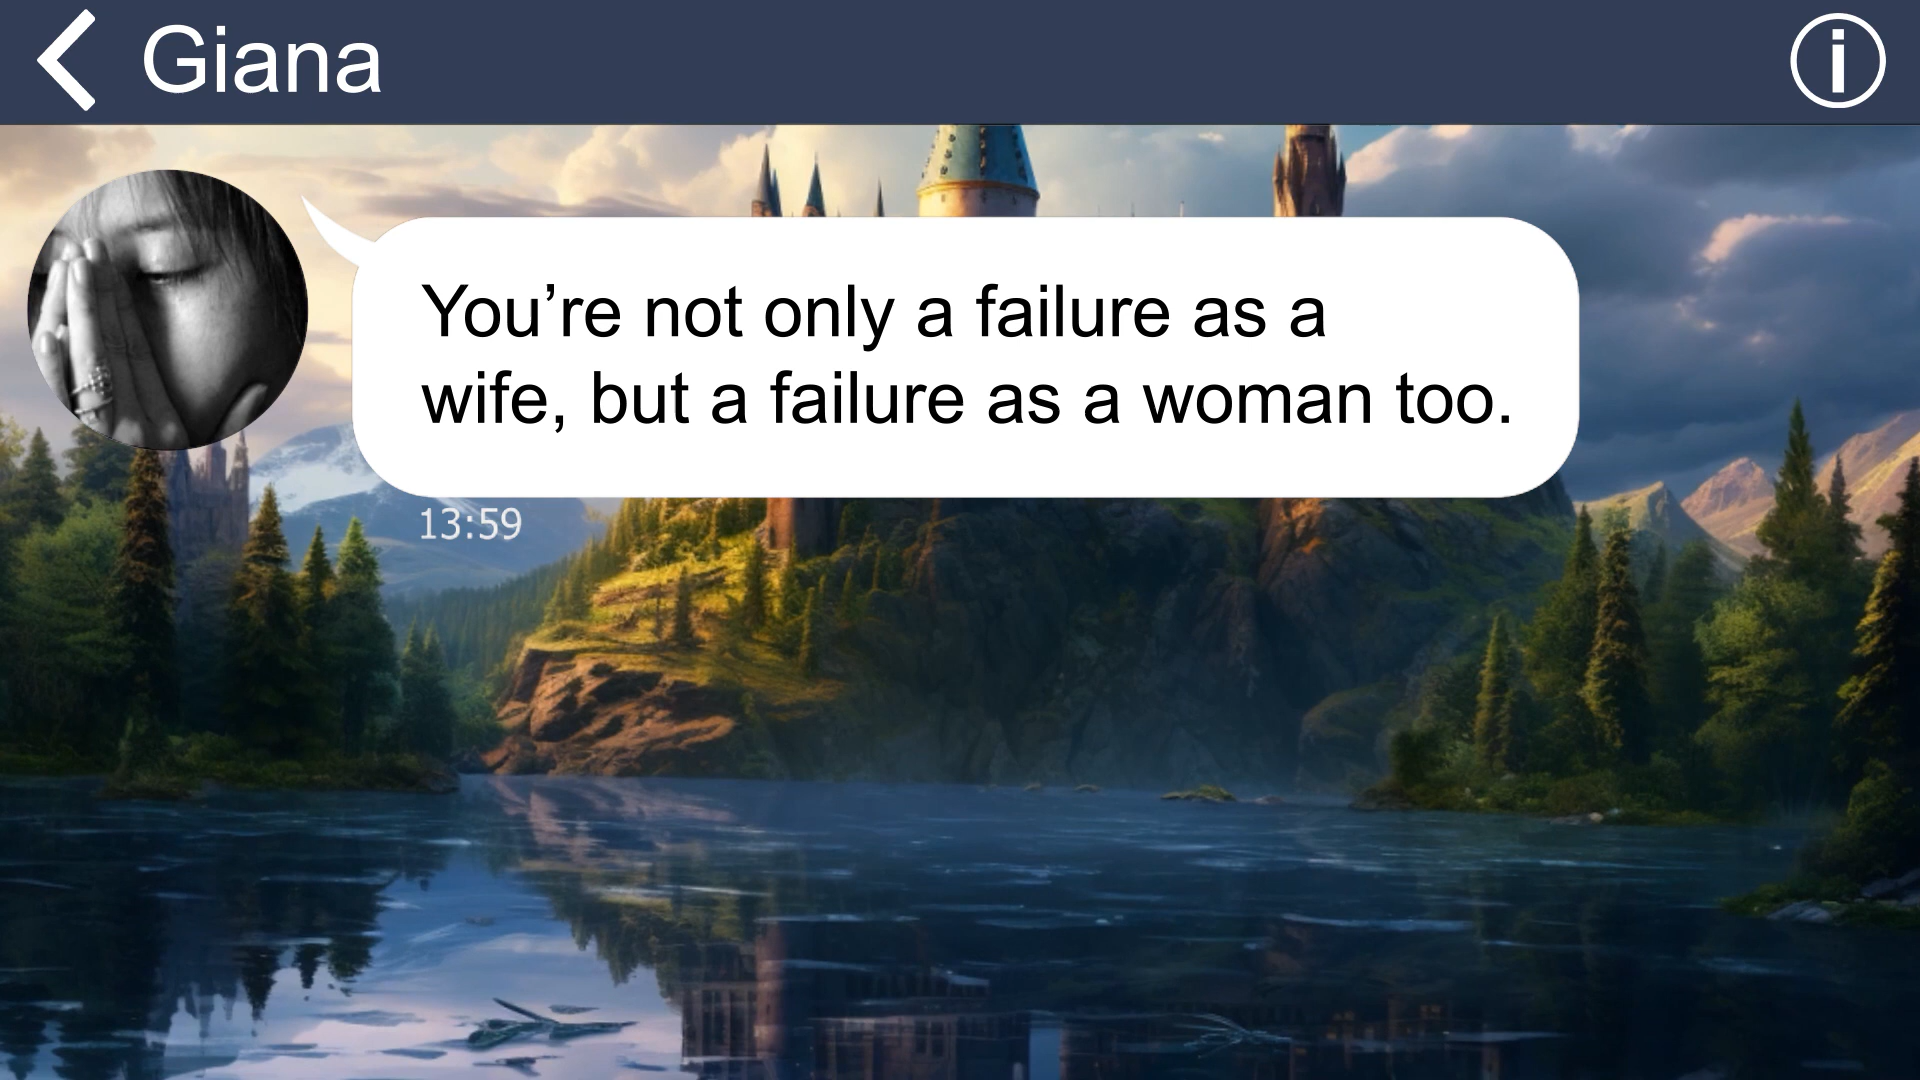 Giana
You’re not only a failure as a
wife, but a failure as a woman too.
13:59